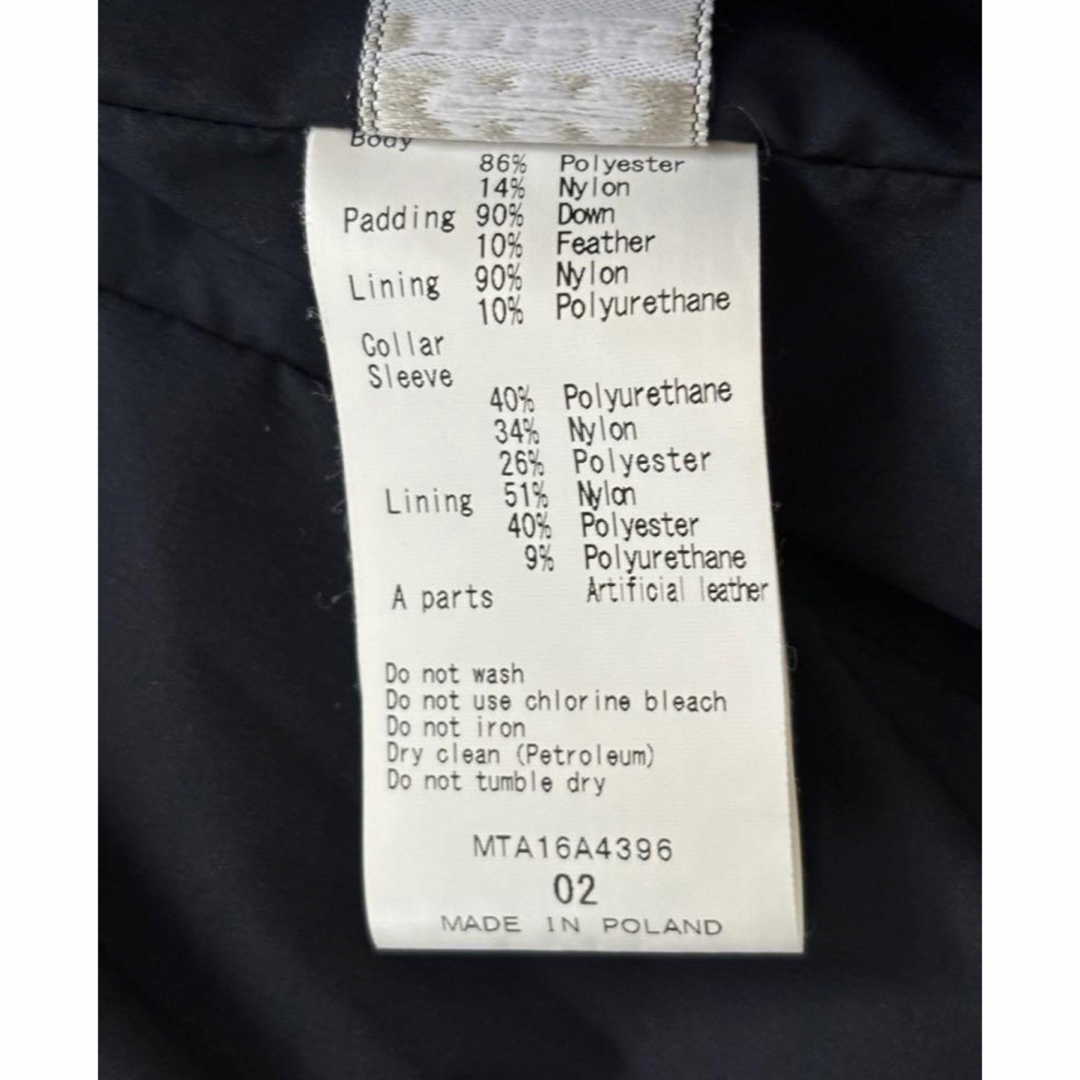 Body
86% Polyester
14% Nylon
Padding 90% Down
10% Feather
Lining 90% Nylon
10% Polyurethane
Collar
Sleeve
40% Polyurethane
34% Nylon
26% Polyester
Lining 51% Nylon
40% Polyester
9% Polyurethane
A parts Artificial leather
Do not wash
Do not use chlorine bleach
Do not iron
Dry clean (Petroleum)
Do not tumble dry
MTA16A4396
02
MADE IN POLAND